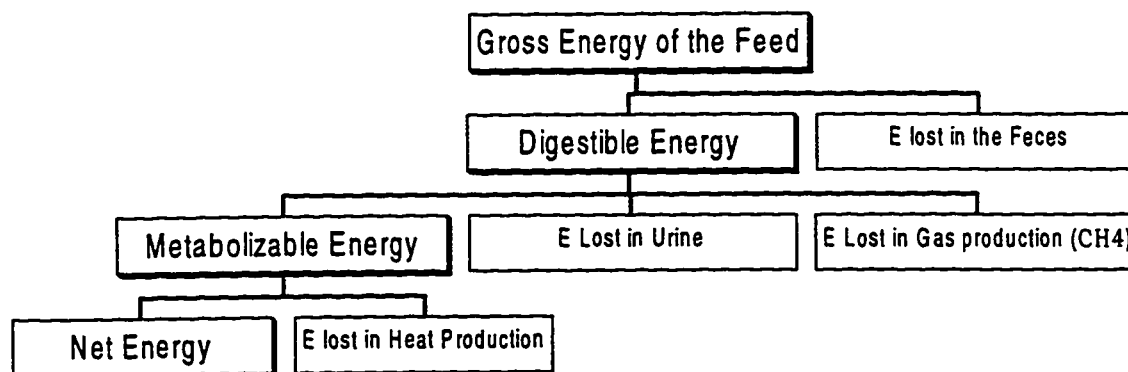 Gross Energy of the Feed
Digestible Energy
E lost in the Feces
Metabolizable Energy
E Lost in Urine
E Lost in Gas production (CH4)
Net Energy
E lost in Heat Production